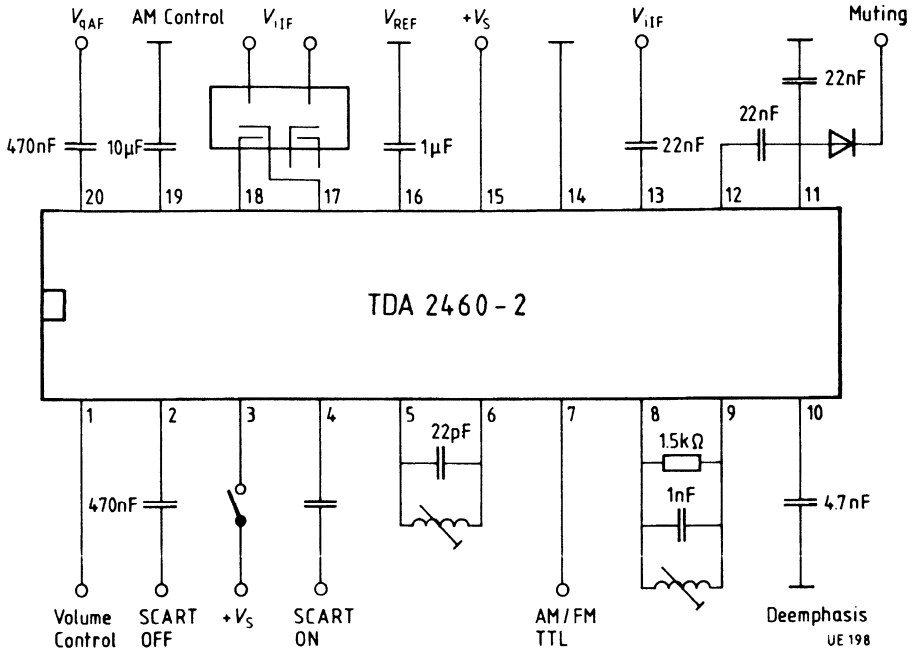 V_qAF AM Control V_iIF V_REF +V_S V_iIF Muting
22nF
22nF
470nF 10µF 1µF 22nF
20 19 18 17 16 15 14 13 12 11
TDA 2460-2
1 2 3 4 5 6 7 8 9 10
22pF 1.5kΩ
1nF
470nF 4.7nF
Volume Control
SCART OFF
+V_S
SCART ON
AM/FM TTL
Deemphasis
UE 198